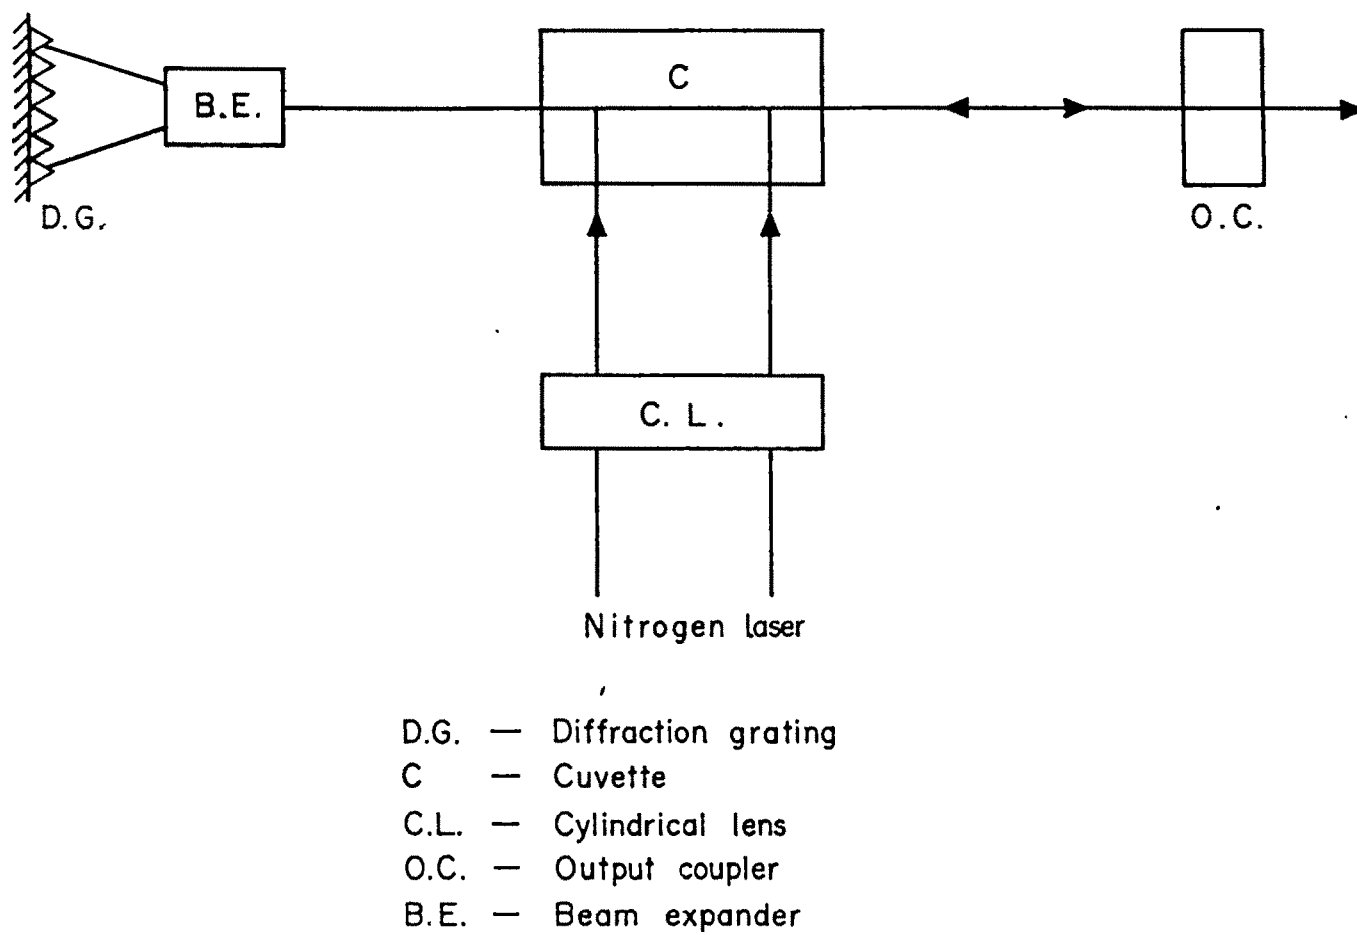 C
B.E.
D.G.
O.C.
C. L.
Nitrogen laser
D.G. — Diffraction grating
C — Cuvette
C.L. — Cylindrical lens
O.C. — Output coupler
B.E. — Beam expander